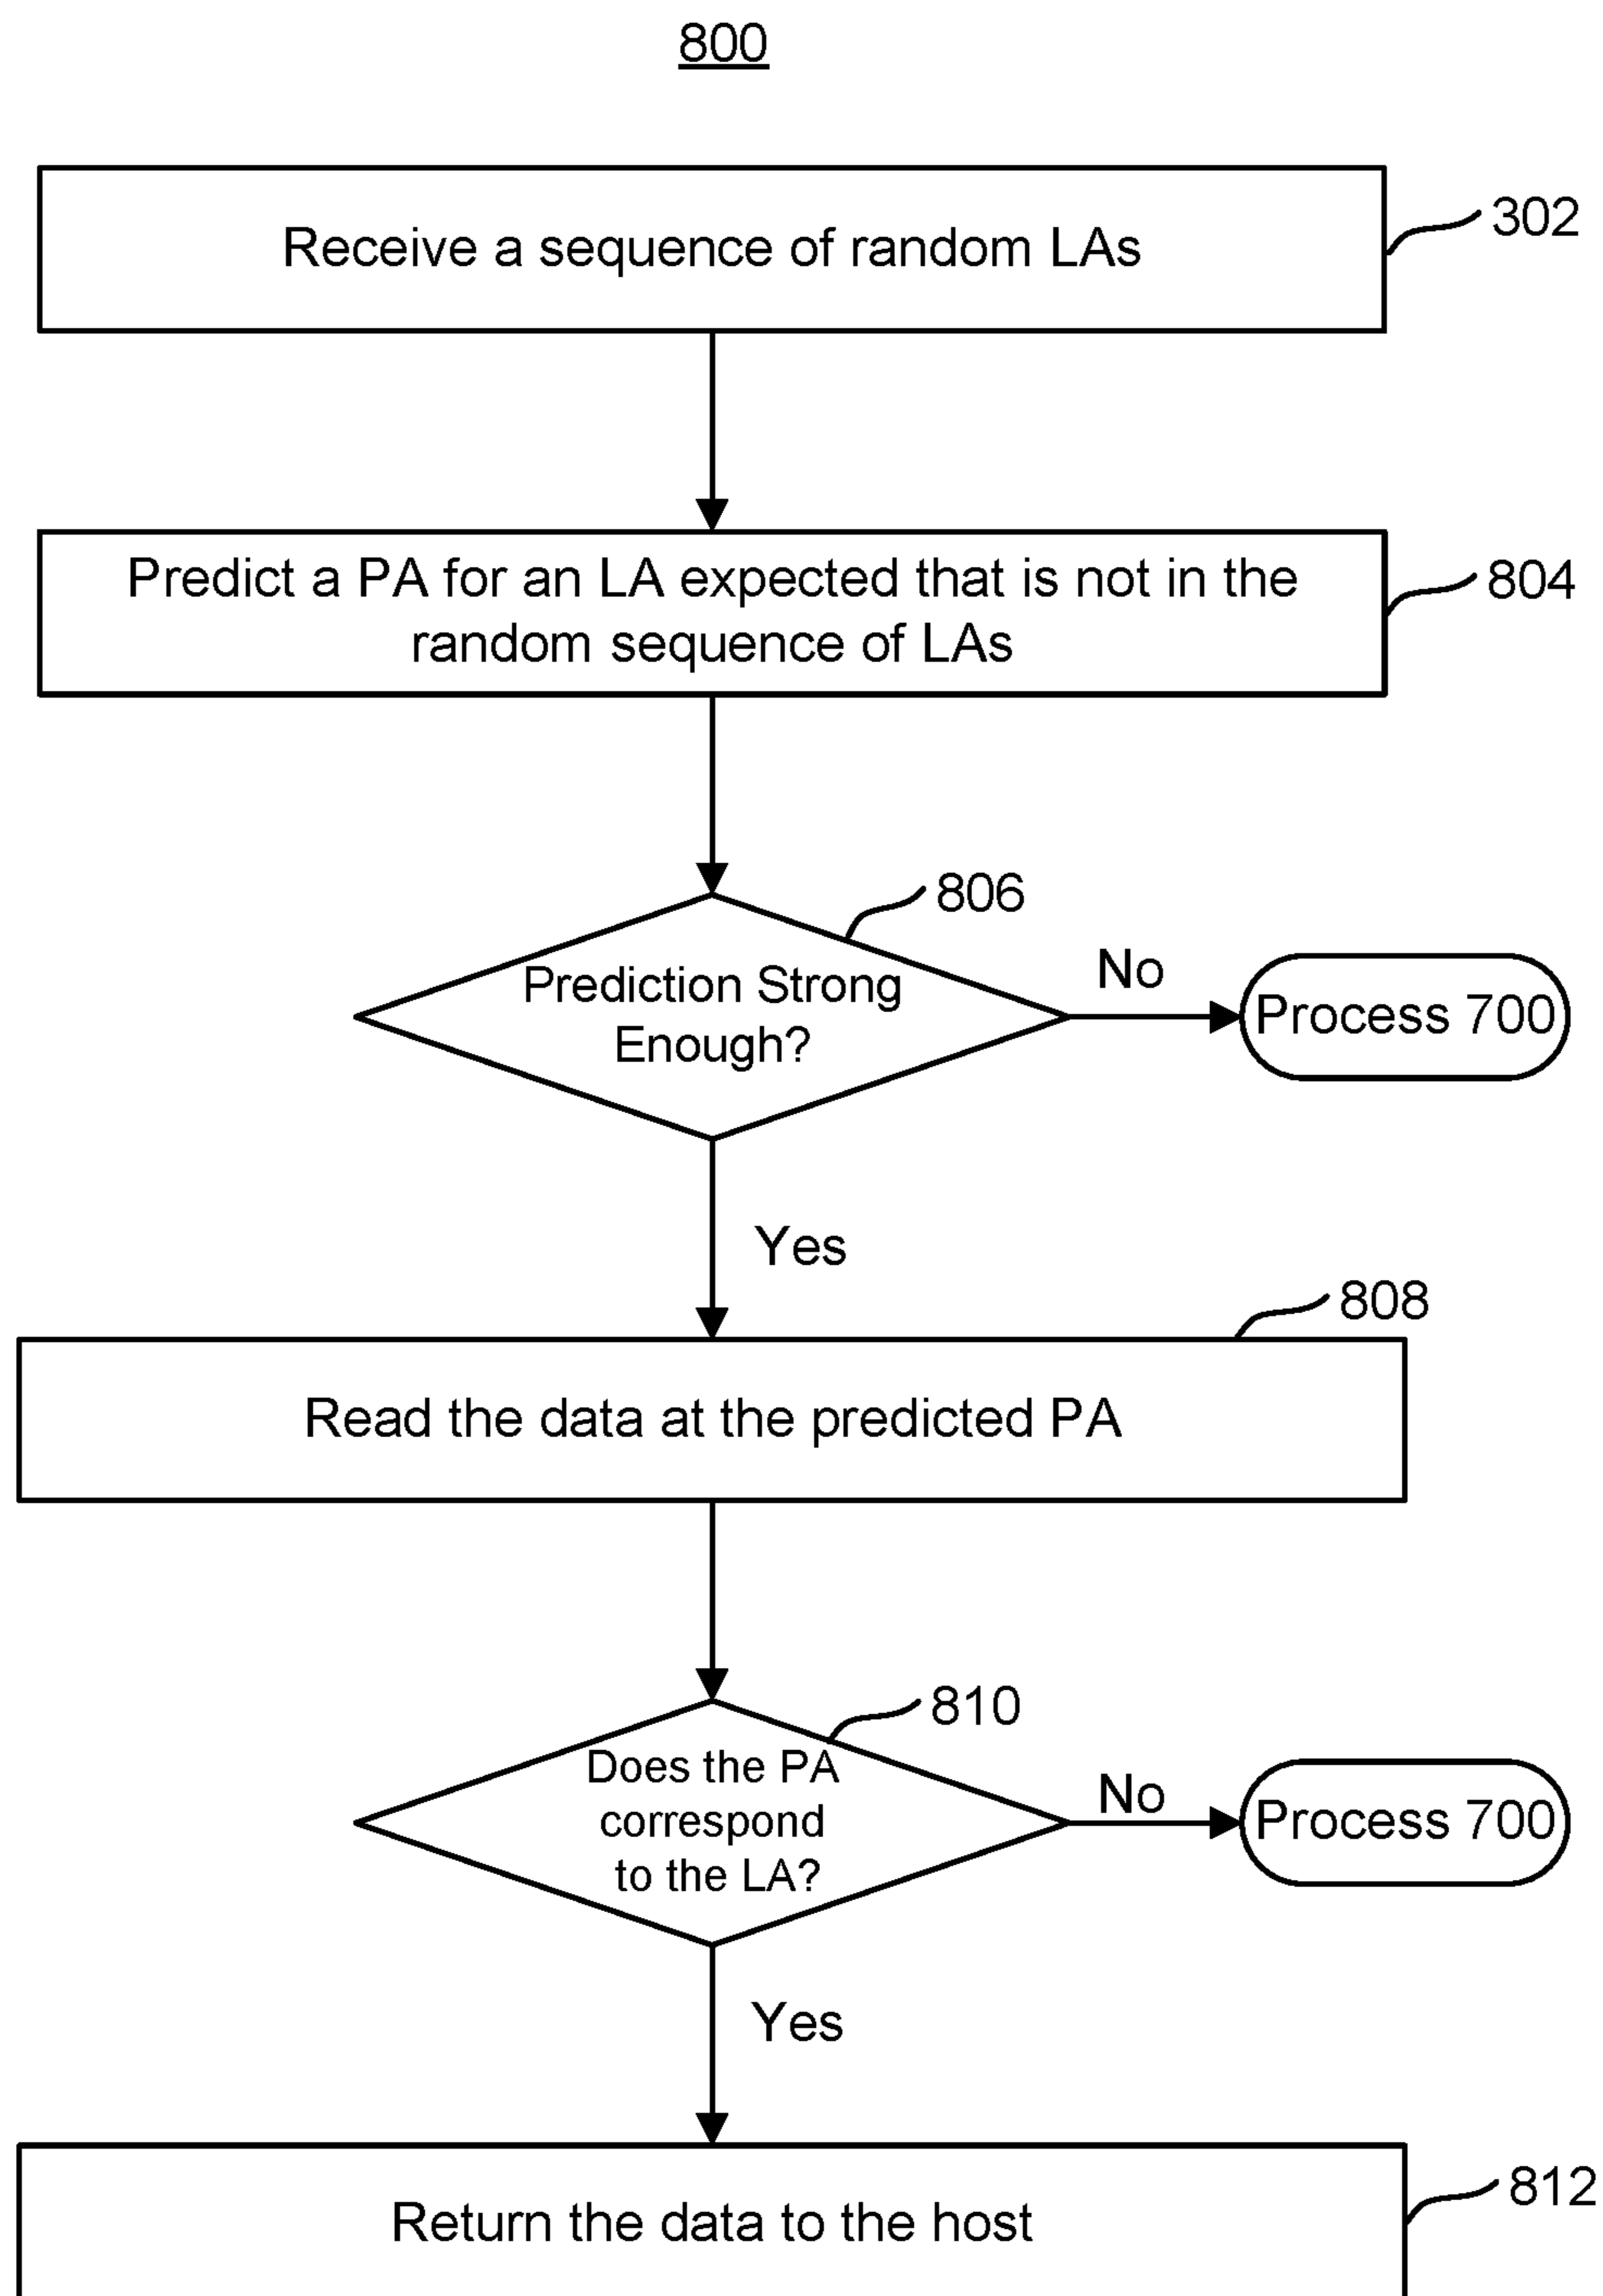 800
Receive a sequence of random LAs
302
Predict a PA for an LA expected that is not in the
random sequence of LAs
804
806
Prediction Strong
Enough?
No
Process 700
Yes
808
Read the data at the predicted PA
810
Does the PA
correspond
to the LA?
No
Process 700
Yes
812
Return the data to the host